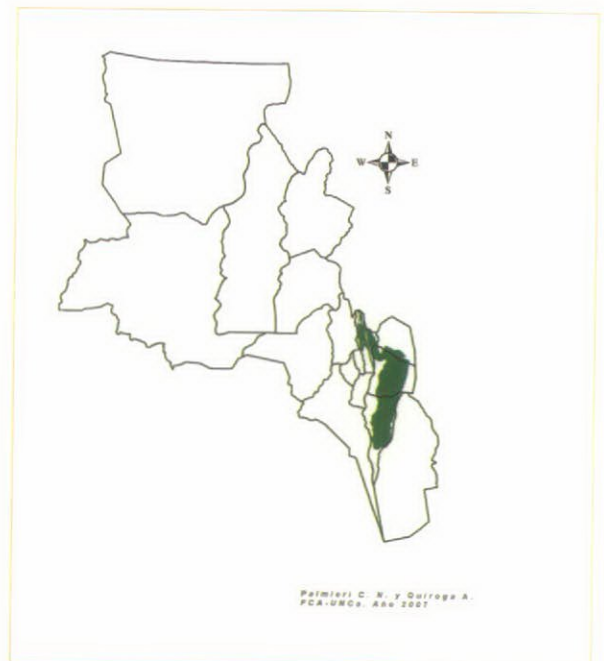 N
W E
S
Palmieri C. N. y Quiroga A.
FCA-UNCa. Año 2007